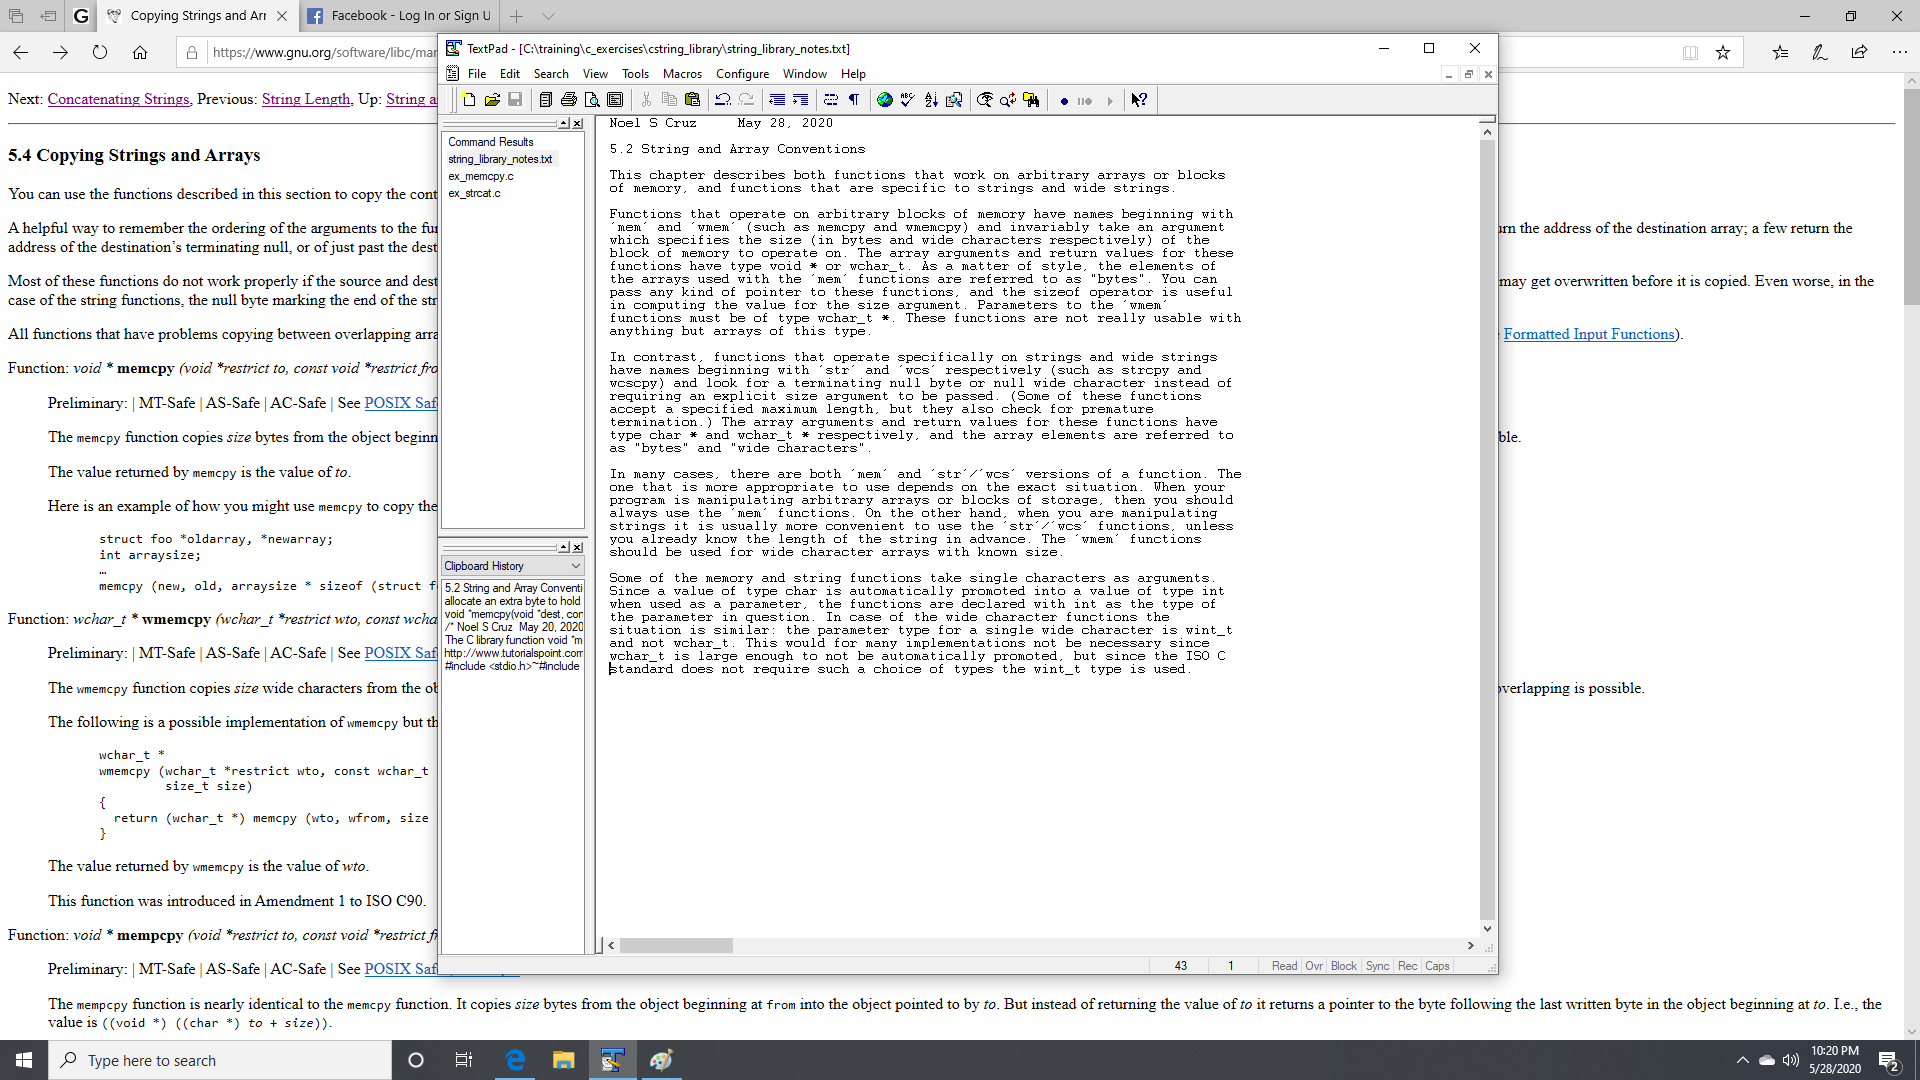 Copying Strings and Arr
Facebook - Log In or Sign U
https://www.gnu.org/software/libc/mar
Next: Concatenating Strings, Previous: String Length, Up: String a
5.4 Copying Strings and Arrays
You can use the functions described in this section to copy the cont
A helpful way to remember the ordering of the arguments to the fu
urn the address of the destination array; a few return the
address of the destination’s terminating null, or of just past the dest
Most of these functions do not work properly if the source and dest
may get overwritten before it is copied. Even worse, in the
case of the string functions, the null byte marking the end of the str
All functions that have problems copying between overlapping arra
Formatted Input Functions).
Function: void * memcpy (void *restrict to, const void *restrict fro
Preliminary: | MT-Safe | AS-Safe | AC-Safe | See POSIX Saf
The memcpy function copies size bytes from the object beginn
ble.
The value returned by memcpy is the value of to.
Here is an example of how you might use memcpy to copy the
struct foo *oldarray, *newarray;
int arraysize;
…
memcpy (new, old, arraysize * sizeof (struct f
Function: wchar_t * wmemcpy (wchar_t *restrict wto, const wcha
Preliminary: | MT-Safe | AS-Safe | AC-Safe | See POSIX Saf
The wmemcpy function copies size wide characters from the ob
overlapping is possible.
The following is a possible implementation of wmemcpy but th
wchar_t *
wmemcpy (wchar_t *restrict wto, const wchar_t
size_t size)
{
return (wchar_t *) memcpy (wto, wfrom, size
}
The value returned by wmemcpy is the value of wto.
This function was introduced in Amendment 1 to ISO C90.
Function: void * mempcpy (void *restrict to, const void *restrict f
Preliminary: | MT-Safe | AS-Safe | AC-Safe | See POSIX Saf
The mempcpy function is nearly identical to the memcpy function. It copies size bytes from the object beginning at from into the object pointed to by to. But instead of returning the value of to it returns a pointer to the byte following the last written byte in the object beginning at to. I.e., the
value is ((void *) ((char *) to + size)).
TextPad - [C:\training\c_exercises\cstring_library\string_library_notes.txt]
File Edit Search View Tools Macros Configure Window Help
Command Results
string_library_notes.txt
ex_memcpy.c
ex_strcat.c
Clipboard History
5.2 String and Array Conventi
allocate an extra byte to hold
void *memcpy(void *dest, con
/* Noel S Cruz May 20, 2020
The C library function void *m
http://www.tutorialspoint.com
#include <stdio.h>~#include
Noel S Cruz May 28, 2020
5.2 String and Array Conventions
This chapter describes both functions that work on arbitrary arrays or blocks
of memory, and functions that are specific to strings and wide strings.
Functions that operate on arbitrary blocks of memory have names beginning with
´mem´ and ´wmem´ (such as memcpy and wmemcpy) and invariably take an argument
which specifies the size (in bytes and wide characters respectively) of the
block of memory to operate on. The array arguments and return values for these
functions have type void * or wchar_t. As a matter of style, the elements of
the arrays used with the ´mem´ functions are referred to as "bytes". You can
pass any kind of pointer to these functions, and the sizeof operator is useful
in computing the value for the size argument. Parameters to the ´wmem´
functions must be of type wchar_t *. These functions are not really usable with
anything but arrays of this type.
In contrast, functions that operate specifically on strings and wide strings
have names beginning with ´str´ and ´wcs´ respectively (such as strcpy and
wcscpy) and look for a terminating null byte or null wide character instead of
requiring an explicit size argument to be passed. (Some of these functions
accept a specified maximum length, but they also check for premature
termination.) The array arguments and return values for these functions have
type char * and wchar_t * respectively, and the array elements are referred to
as "bytes" and "wide characters".
In many cases, there are both ´mem´ and ´str´/´wcs´ versions of a function. The
one that is more appropriate to use depends on the exact situation. When your
program is manipulating arbitrary arrays or blocks of storage, then you should
always use the ´mem´ functions. On the other hand, when you are manipulating
strings it is usually more convenient to use the ´str´/´wcs´ functions, unless
you already know the length of the string in advance. The ´wmem´ functions
should be used for wide character arrays with known size.
Some of the memory and string functions take single characters as arguments.
Since a value of type char is automatically promoted into a value of type int
when used as a parameter, the functions are declared with int as the type of
the parameter in question. In case of the wide character functions the
situation is similar: the parameter type for a single wide character is wint_t
and not wchar_t. This would for many implementations not be necessary since
wchar_t is large enough to not be automatically promoted, but since the ISO C
standard does not require such a choice of types the wint_t type is used.
43 1 Read Ovr Block Sync Rec Caps
Type here to search
10:20 PM
5/28/2020
2